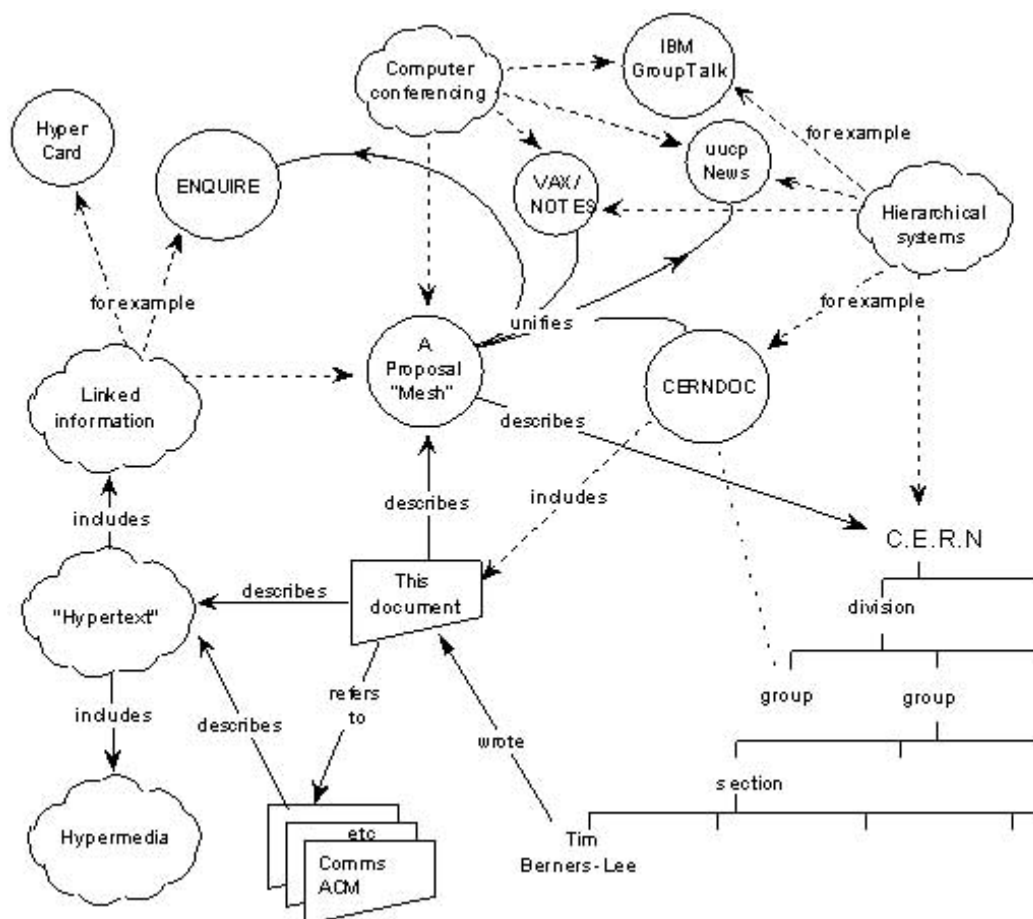 Computer
conferencing
IBM
GroupTalk
Hyper
Card
for example
uucp
News
ENQUIRE
VAX/
NOTES
Hierarchical
systems
for example
for example
unifies
A
Proposal
"Mesh"
CERNDOC
Linked
information
describes
includes
describes
includes
C.E.R.N
This
document
describes
"Hypertext"
division
includes
refers
to
describes
group
group
wrote
section
Hypermedia
etc
Tim
Berners-Lee
Comms
ACM